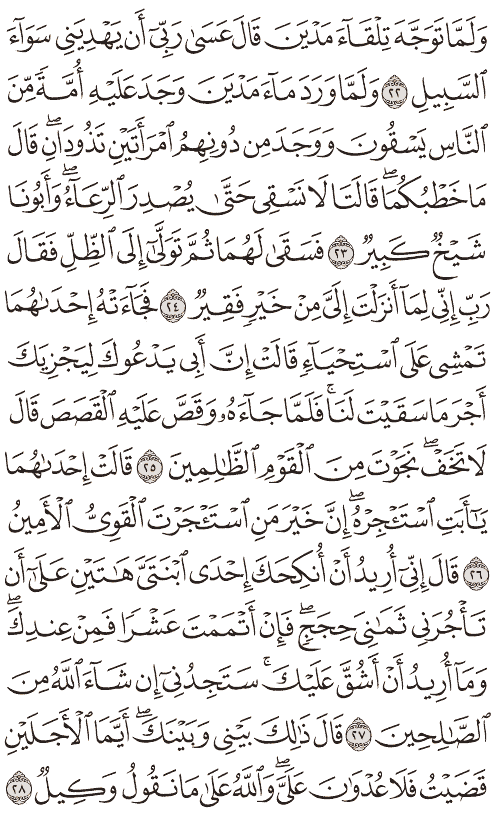 وَلَمَّا تَوَجَّهَ تِلْقَآءَ مَدْيَنَ قَالَ عَسَىٰ رَبِّىٓ أَن يَهْدِيَنِى سَوَآءَ
ٱلسَّبِيلِ ٢٢ وَلَمَّا وَرَدَ مَآءَ مَدْيَنَ وَجَدَ عَلَيْهِ أُمَّةً مِّنَ
ٱلنَّاسِ يَسْقُونَ وَوَجَدَ مِن دُونِهِمُ ٱمْرَأَتَيْنِ تَذُودَانِ ۖ قَالَ
مَا خَطْبُكُمَا ۖ قَالَتَا لَا نَسْقِى حَتَّىٰ يُصْدِرَ ٱلرِّعَآءُ ۖ وَأَبُونَا
شَيْخٌ كَبِيرٌ ٢٣ فَسَقَىٰ لَهُمَا ثُمَّ تَوَلَّىٰٓ إِلَى ٱلظِّلِّ فَقَالَ
رَبِّ إِنِّى لِمَآ أَنزَلْتَ إِلَىَّ مِنْ خَيْرٍ فَقِيرٌ ٢٤ فَجَآءَتْهُ إِحْدَىٰهُمَا
تَمْشِى عَلَى ٱسْتِحْيَآءٍ قَالَتْ إِنَّ أَبِى يَدْعُوكَ لِيَجْزِيَكَ
أَجْرَ مَا سَقَيْتَ لَنَا ۚ فَلَمَّا جَآءَهُۥ وَقَصَّ عَلَيْهِ ٱلْقَصَصَ قَالَ
لَا تَخَفْ ۖ نَجَوْتَ مِنَ ٱلْقَوْمِ ٱلظَّٰلِمِينَ ٢٥ قَالَتْ إِحْدَىٰهُمَا
يَٰٓأَبَتِ ٱسْتَـْٔجِرْهُ ۖ إِنَّ خَيْرَ مَنِ ٱسْتَـْٔجَرْتَ ٱلْقَوِىُّ ٱلْأَمِينُ
٢٦ قَالَ إِنِّىٓ أُرِيدُ أَنْ أُنكِحَكَ إِحْدَى ٱبْنَتَىَّ هَٰتَيْنِ عَلَىٰٓ أَن
تَأْجُرَنِى ثَمَٰنِىَ حِجَجٍ ۖ فَإِنْ أَتْمَمْتَ عَشْرًا فَمِنْ عِندِكَ ۖ
وَمَآ أُرِيدُ أَنْ أَشُقَّ عَلَيْكَ ۚ سَتَجِدُنِىٓ إِن شَآءَ ٱللَّهُ مِنَ
ٱلصَّٰلِحِينَ ٢٧ قَالَ ذَٰلِكَ بَيْنِى وَبَيْنَكَ ۖ أَيَّمَا ٱلْأَجَلَيْنِ
قَضَيْتُ فَلَا عُدْوَٰنَ عَلَىَّ ۖ وَٱللَّهُ عَلَىٰ مَا نَقُولُ وَكِيلٌ ٢٨